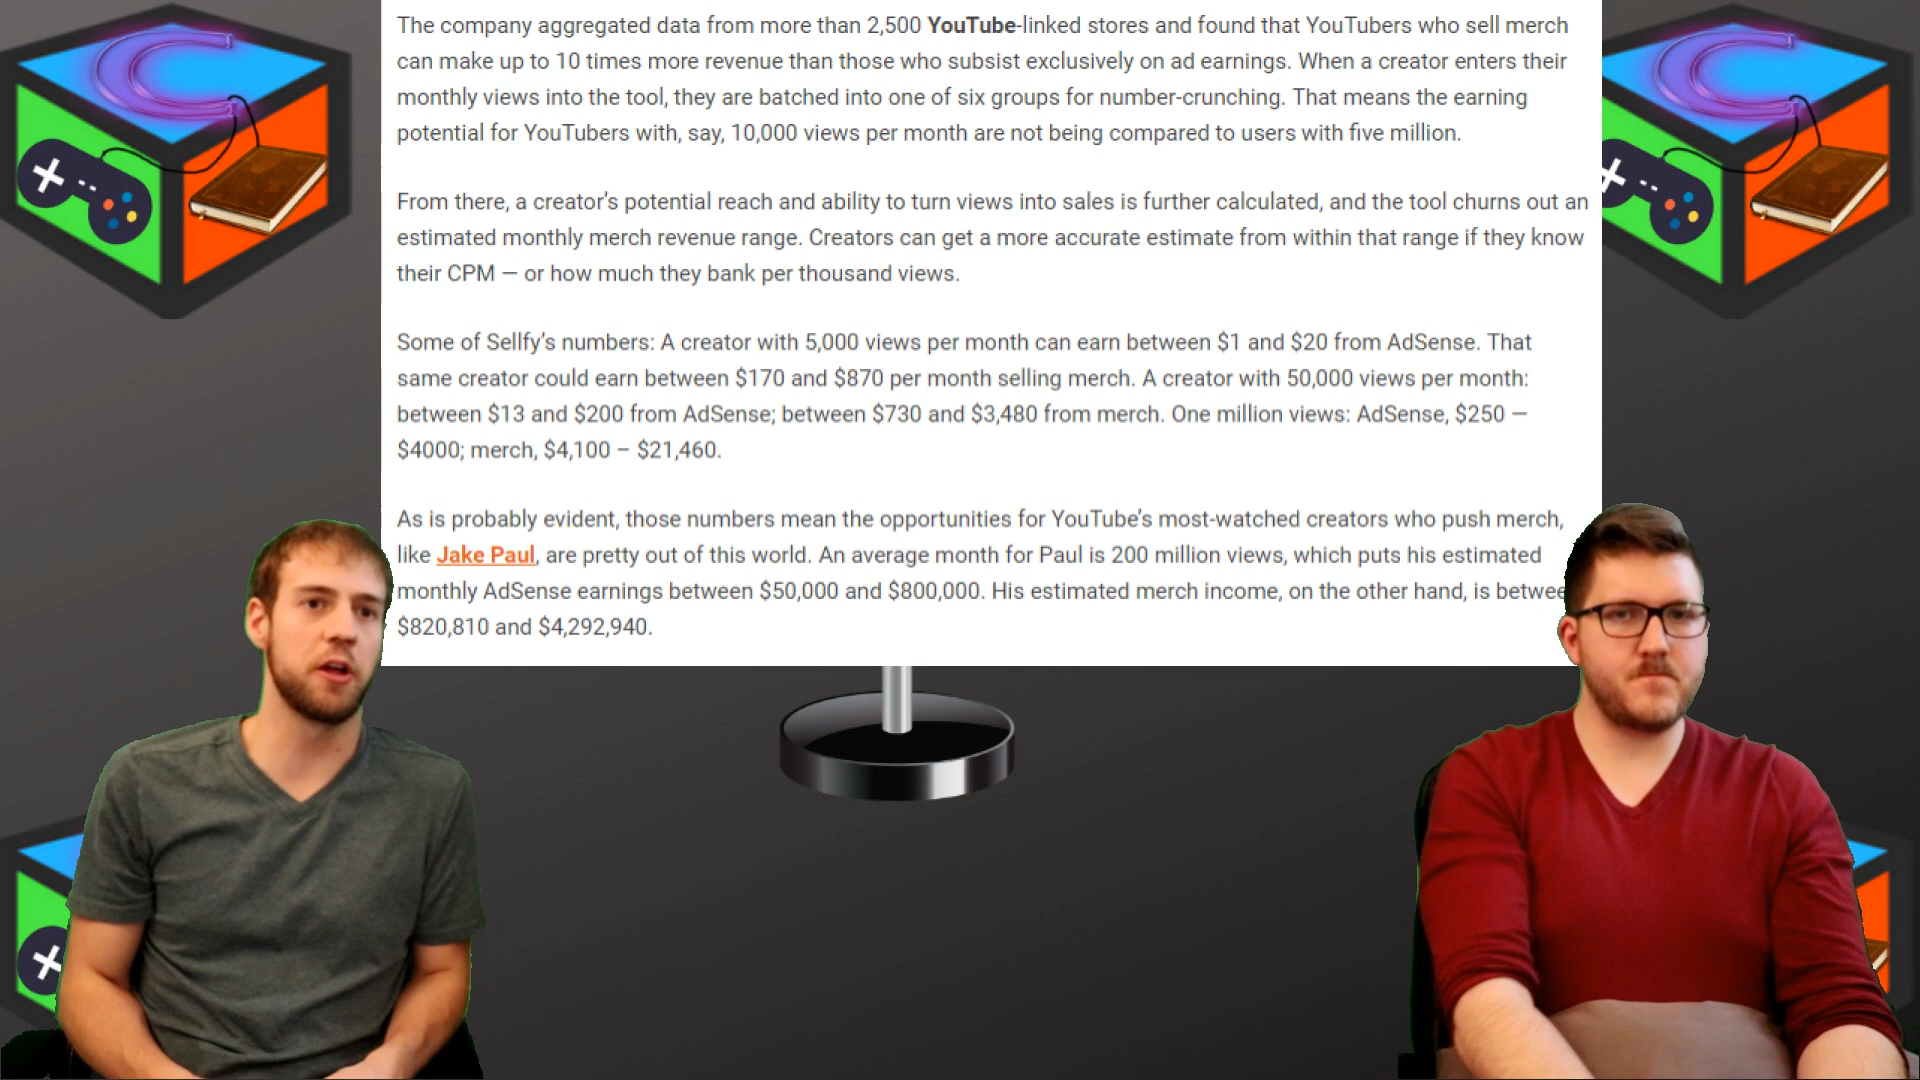 The company aggregated data from more than 2,500 YouTube-linked stores and found that YouTubers who sell merch
can make up to 10 times more revenue than those who subsist exclusively on ad earnings. When a creator enters their
monthly views into the tool, they are batched into one of six groups for number-crunching. That means the earning
potential for YouTubers with, say, 10,000 views per month are not being compared to users with five million.
From there, a creator’s potential reach and ability to turn views into sales is further calculated, and the tool churns out an
estimated monthly merch revenue range. Creators can get a more accurate estimate from within that range if they know
their CPM — or how much they bank per thousand views.
Some of Sellfy’s numbers: A creator with 5,000 views per month can earn between $1 and $20 from AdSense. That
same creator could earn between $170 and $870 per month selling merch. A creator with 50,000 views per month:
between $13 and $200 from AdSense; between $730 and $3,480 from merch. One million views: AdSense, $250 —
$4000; merch, $4,100 – $21,460.
As is probably evident, those numbers mean the opportunities for YouTube’s most-watched creators who push merch,
like Jake Paul, are pretty out of this world. An average month for Paul is 200 million views, which puts his estimated
monthly AdSense earnings between $50,000 and $800,000. His estimated merch income, on the other hand, is betwee
$820,810 and $4,292,940.